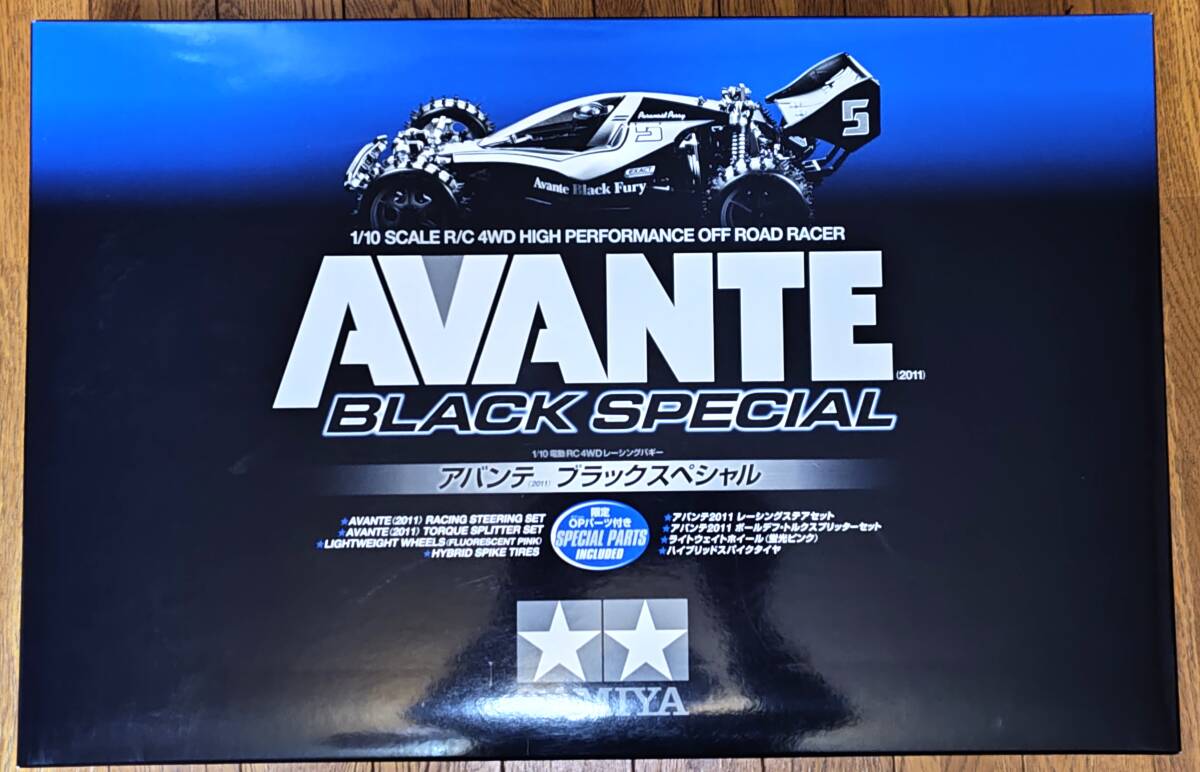 Paramount Perry
5
5
EXACT
Avante Black Fury
1/10 SCALE R/C 4WD HIGH PERFORMANCE OFF ROAD RACER
AVANTE (2011)
BLACK SPECIAL
1/10 電動RC 4WDレーシングバギー
アバンテ(2011) ブラックスペシャル
★AVANTE (2011) RACING STEERING SET
★AVANTE (2011) TORQUE SPLITTER SET
★LIGHTWEIGHT WHEELS (FLUORESCENT PINK)
★HYBRID SPIKE TIRES
限定
OPパーツ付き
SPECIAL PARTS
INCLUDED
★アバンテ2011 レーシングステアセット
★アバンテ2011 ボールデフ・トルクスプリッターセット
★ライトウェイトホイール(蛍光ピンク)
★ハイブリッドスパイクタイヤ
TAMIYA